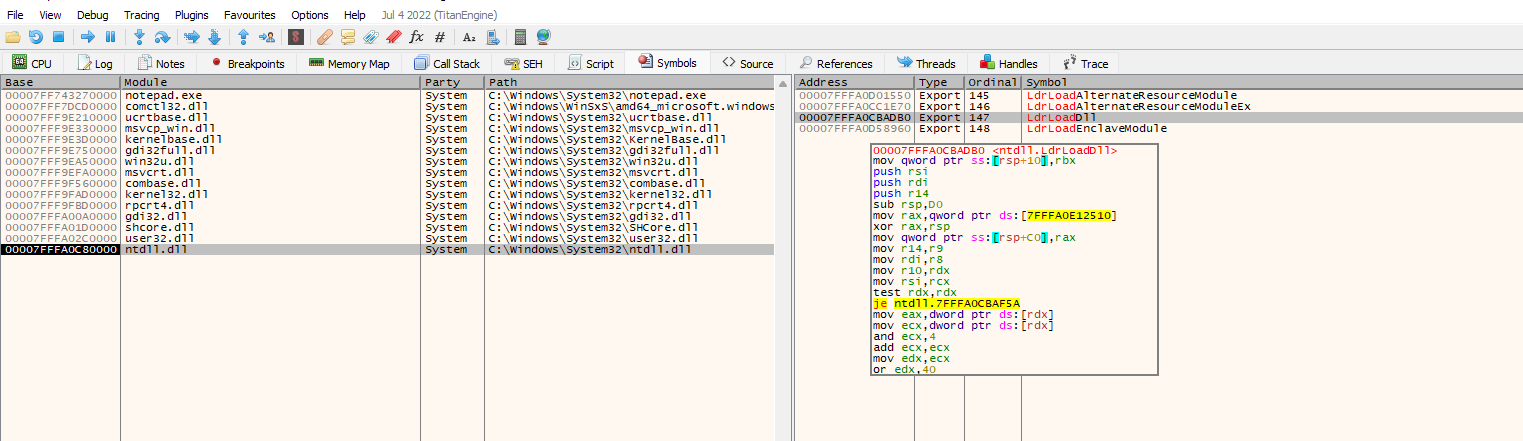 File View Debug Tracing Plugins Favourites Options Help Jul 4 2022 (TitanEngine)
CPU Log Notes Breakpoints Memory Map Call Stack SEH Script Symbols Source References Threads Handles Trace
Base Module Party Path
00007FF743270000 notepad.exe System C:\Windows\System32\notepad.exe
00007FFF7DCD0000 comctl32.dll System C:\Windows\WinSxS\amd64_microsoft.windows
00007FFF9E210000 ucrtbase.dll System C:\Windows\System32\ucrtbase.dll
00007FFF9E330000 msvcp_win.dll System C:\Windows\System32\msvcp_win.dll
00007FFF9E3D0000 kernelbase.dll System C:\Windows\System32\KernelBase.dll
00007FFF9E750000 gdi32full.dll System C:\Windows\System32\gdi32full.dll
00007FFF9EA50000 win32u.dll System C:\Windows\System32\win32u.dll
00007FFF9EFA0000 msvcrt.dll System C:\Windows\System32\msvcrt.dll
00007FFF9F560000 combase.dll System C:\Windows\System32\combase.dll
00007FFF9FAD0000 kernel32.dll System C:\Windows\System32\kernel32.dll
00007FFF9FBD0000 rpcrt4.dll System C:\Windows\System32\rpcrt4.dll
00007FFFA00A0000 gdi32.dll System C:\Windows\System32\gdi32.dll
00007FFFA01D0000 shcore.dll System C:\Windows\System32\SHCore.dll
00007FFFA02C0000 user32.dll System C:\Windows\System32\user32.dll
00007FFFA0C80000 ntdll.dll System C:\Windows\System32\ntdll.dll
Address Type Ordinal Symbol
00007FFFA0D01550 Export 145 LdrLoadAlternateResourceModule
00007FFFA0CC1E70 Export 146 LdrLoadAlternateResourceModuleEx
00007FFFA0CBADB0 Export 147 LdrLoadDll
00007FFFA0D58960 Export 148 LdrLoadEnclaveModule
00007FFFA0CBADB0 <ntdll.LdrLoadDll>
mov qword ptr ss:[rsp+10],rbx
push rsi
push rdi
push r14
sub rsp,D0
mov rax,qword ptr ds:[7FFFA0E12510]
xor rax,rsp
mov qword ptr ss:[rsp+C0],rax
mov r14,r9
mov rdi,r8
mov r10,rdx
mov rsi,rcx
test rdx,rdx
je ntdll.7FFFA0CBAF5A
mov eax,dword ptr ds:[rdx]
mov ecx,dword ptr ds:[rdx]
and ecx,4
add ecx,ecx
mov edx,ecx
or edx,40